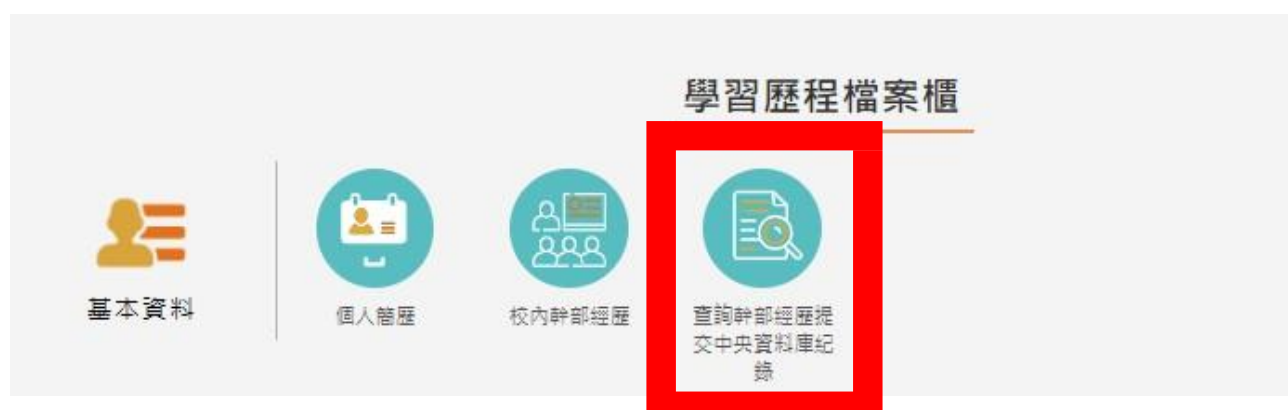 學習歷程檔案櫃
基本資料
個人簡歷
校內幹部經歷
查詢幹部經歷提
交中央資料庫紀
錄